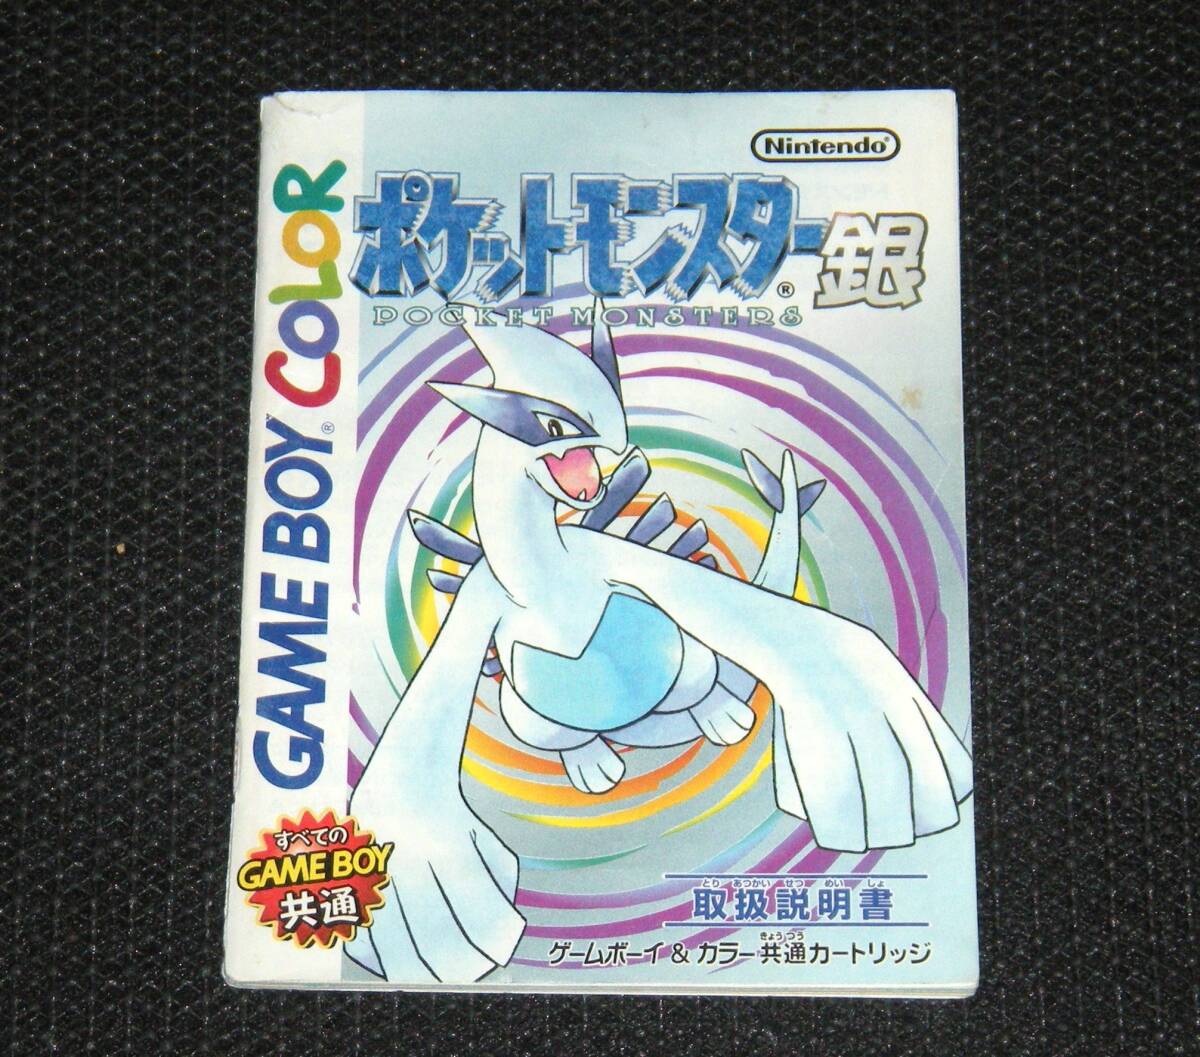 Nintendo®
ポケットモンスター® 銀
POCKET MONSTERS
GAME BOY® COLOR
すべての
GAME BOY
共通
とり あつかい せつ めい しょ
取扱説明書
きょうつう
ゲームボーイ & カラー共通カートリッジ